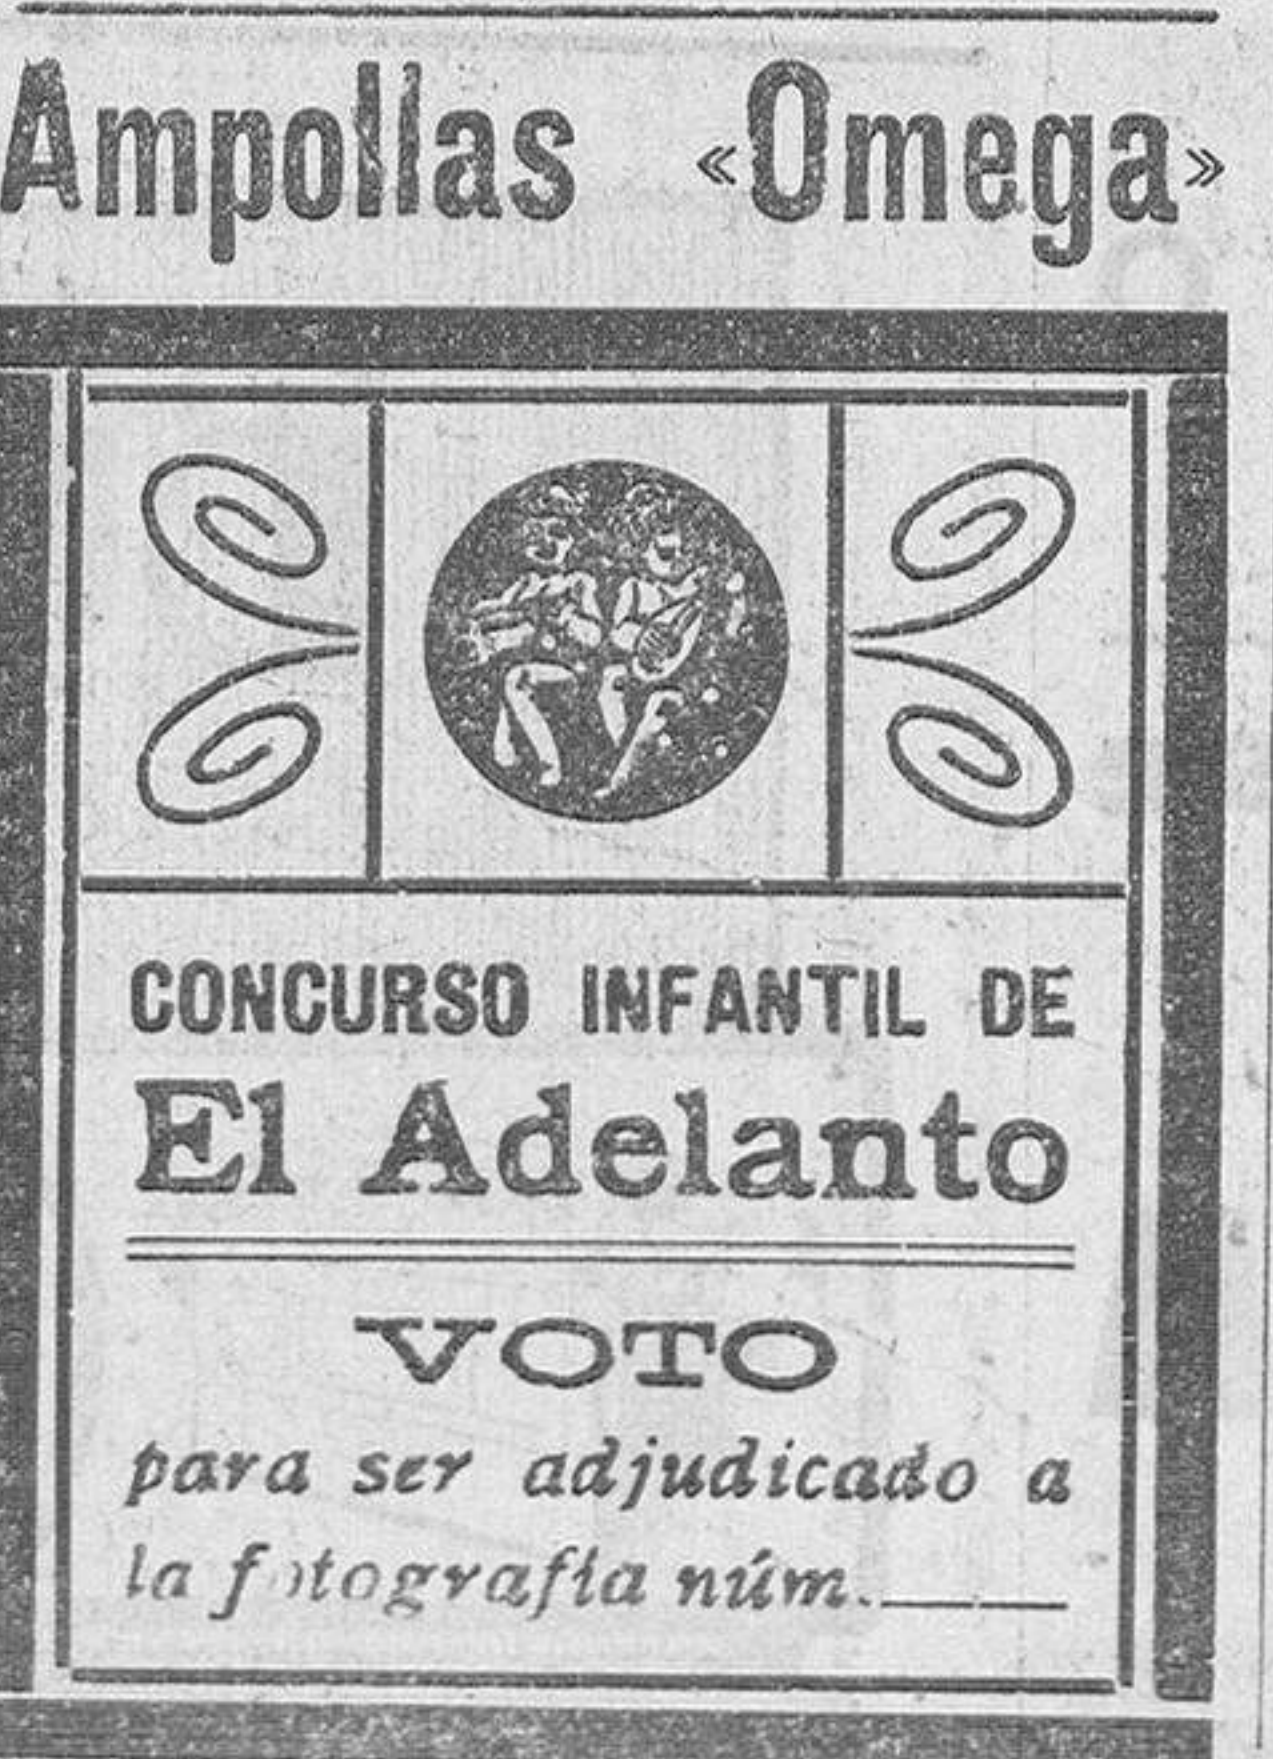 Ampollas «Omega»
CONCURSO INFANTIL DE
El Adelanto
VOTO
para ser adjudicado a
la fotografía núm.